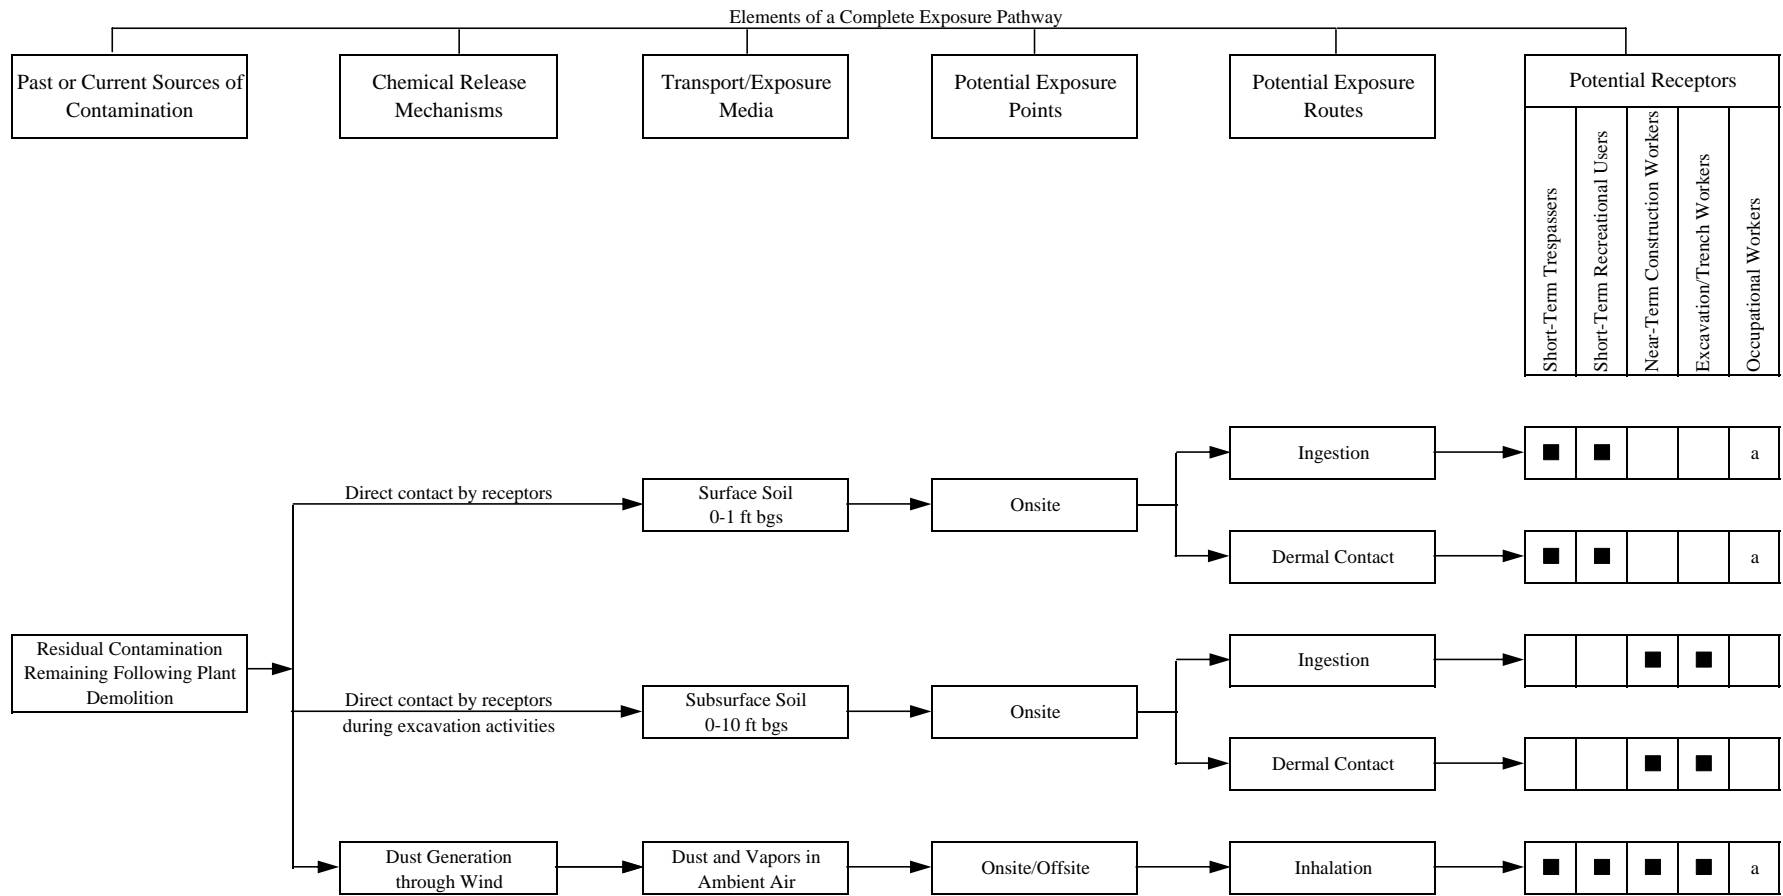 Elements of a Complete Exposure Pathway
Past or Current Sources of
Contamination
Chemical Release
Mechanisms
Transport/Exposure
Media
Potential Exposure
Points
Potential Exposure
Routes
Potential Receptors
Short-Term Trespassers
Short-Term Recreational Users
Near-Term Construction Workers
Excavation/Trench Workers
Occupational Workers
Ingestion
a
Direct contact by receptors
Surface Soil
0-1 ft bgs
Onsite
Dermal Contact
a
Residual Contamination
Remaining Following Plant
Demolition
Ingestion
Direct contact by receptors
during excavation activities
Subsurface Soil
0-10 ft bgs
Onsite
Dermal Contact
Dust Generation
through Wind
Dust and Vapors in
Ambient Air
Onsite/Offsite
Inhalation
a